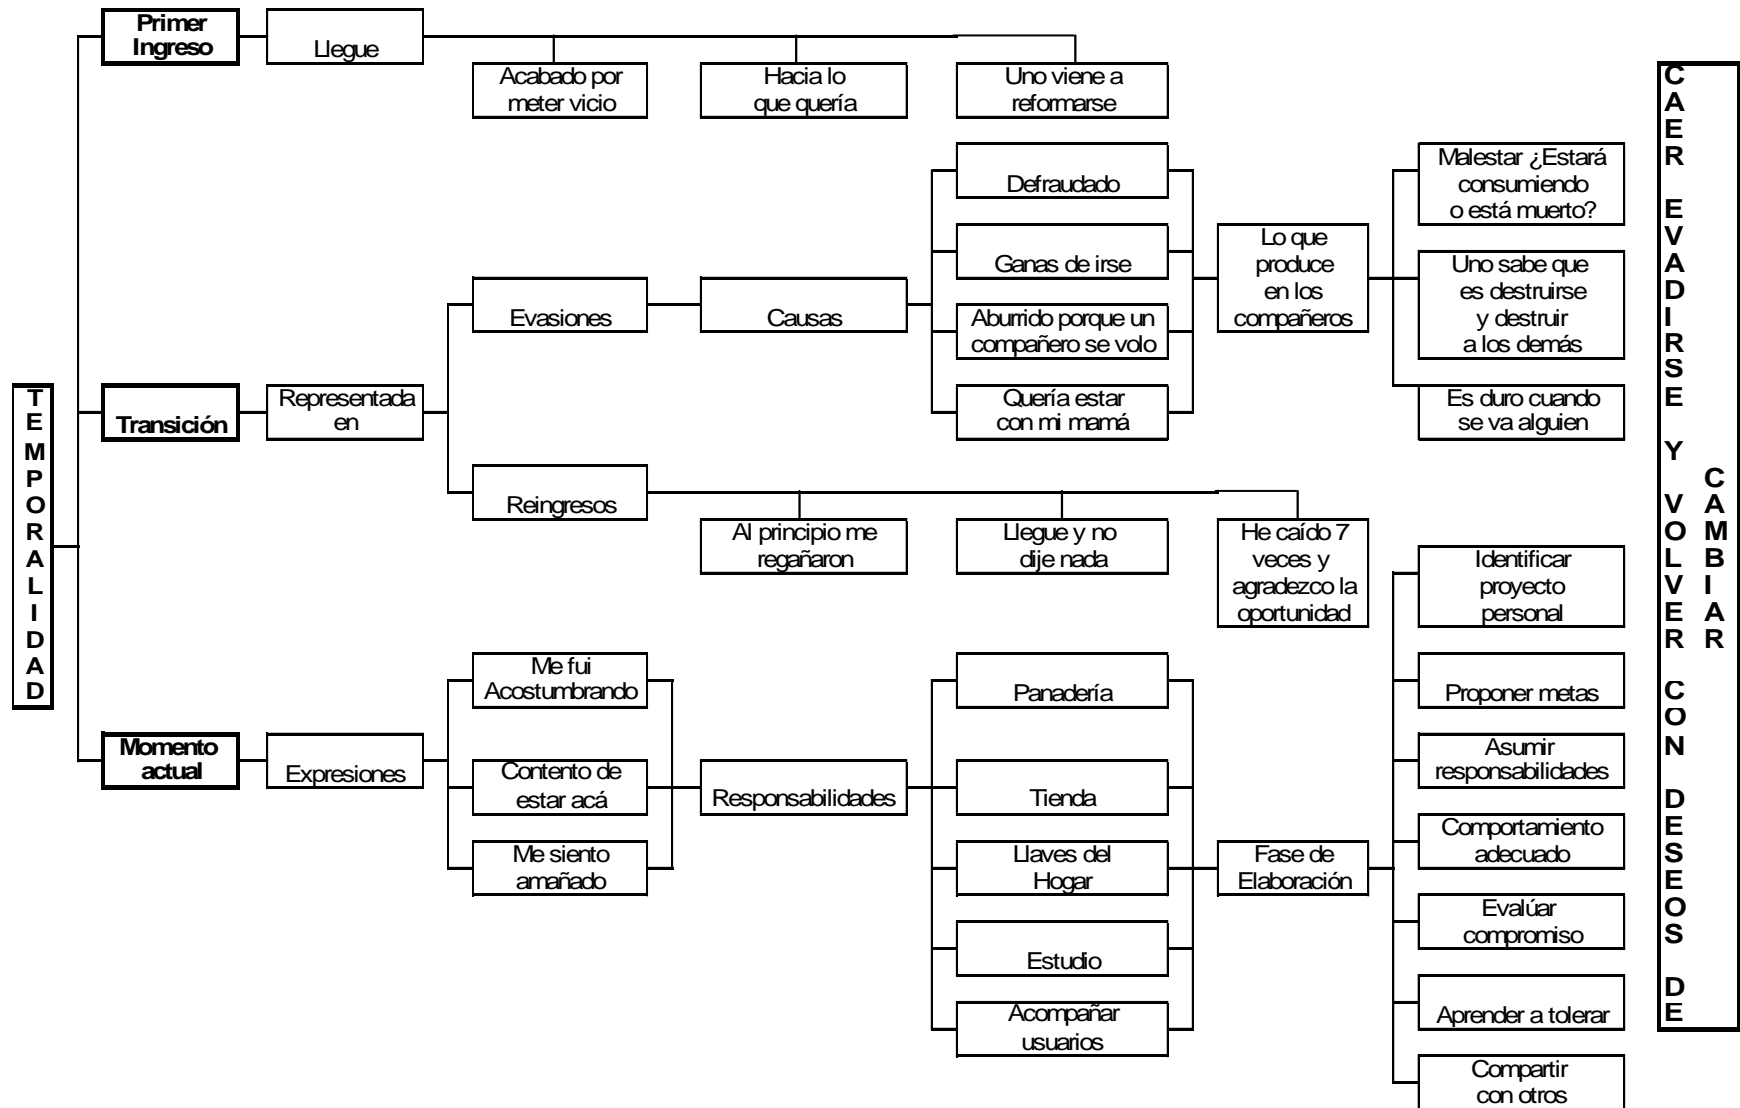 TEMPORALIDAD
Primer
Ingreso
Llegue
Acabado por
meter vicio
Hacia lo
que quería
Uno viene a
reformarse
Transición
Representada
en
Evasiones
Causas
Defraudado
Ganas de irse
Aburrido porque un
compañero se volo
Quería estar
con mi mamá
Lo que
produce
en los
compañeros
Malestar ¿Estará
consumiendo
o está muerto?
Uno sabe que
es destruirse
y destruir
a los demás
Es duro cuando
se va alguien
Reingresos
Al principio me
regañaron
Llegue y no
dije nada
He caído 7
veces y
agradezco la
oportunidad
Momento
actual
Expresiones
Me fui
Acostumbrando
Contento de
estar acá
Me siento
amañado
Responsabilidades
Panadería
Tienda
Llaves del
Hogar
Estudio
Acompañar
usuarios
Fase de
Elaboración
Identificar
proyecto
personal
Proponer metas
Asumir
responsabilidades
Comportamiento
adecuado
Evalúar
compromiso
Aprender a tolerar
Compartir
con otros
CAER EVADIRSE Y VOLVER CON DESEOS DE
CAMBIAR